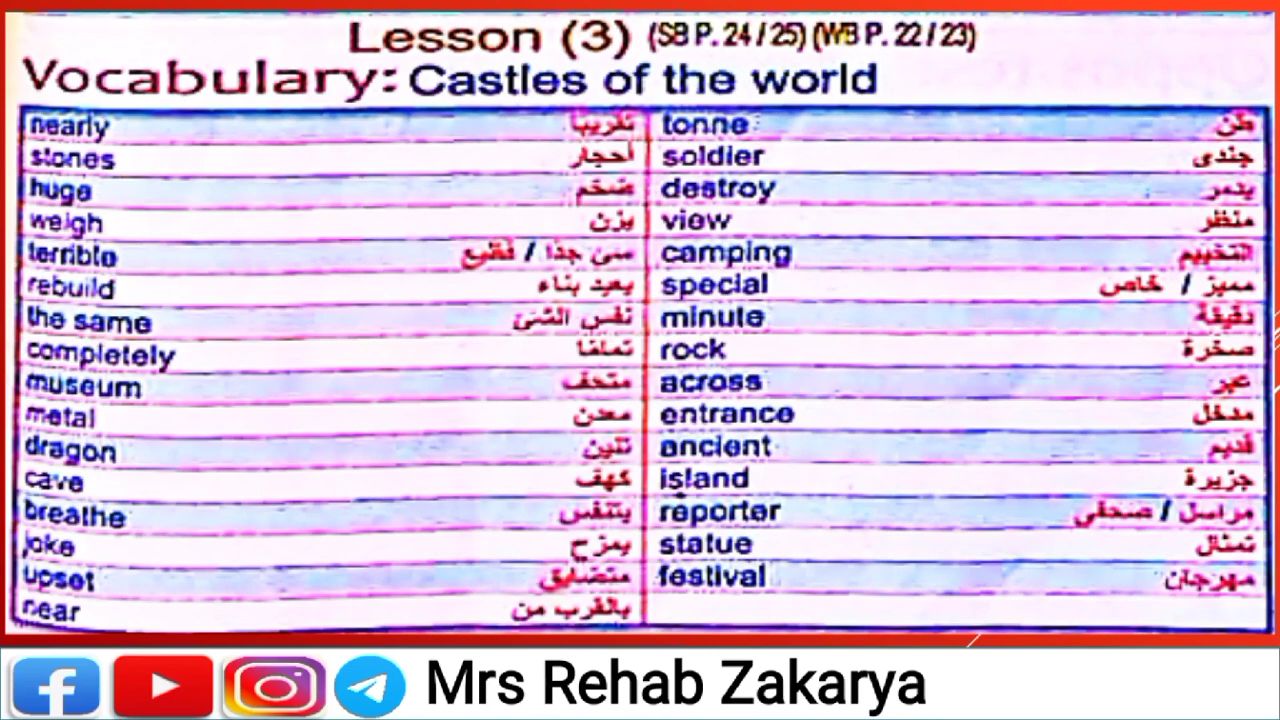 Lesson (3) (SB P. 24 / 25) (WB P. 22 / 23)
Vocabulary: Castles of the world
nearly تقريبا tonne طن
stones أحجار soldier جندى
huge ضخم destroy يدمر
weigh يزن view منظر
terrible سئ جدا / فظيع camping التخييم
rebuild يعيد بناء special مميز / خاص
the same نفس الشئ minute دقيقة
completely تماما rock صخرة
museum متحف across عبر
metal معدن entrance مدخل
dragon تنين ancient قديم
cave كهف island جزيرة
breathe يتنفس reporter مراسل / صحفى
joke يمزح statue تمثال
upset متضايق festival مهرجان
near بالقرب من
Mrs Rehab Zakarya